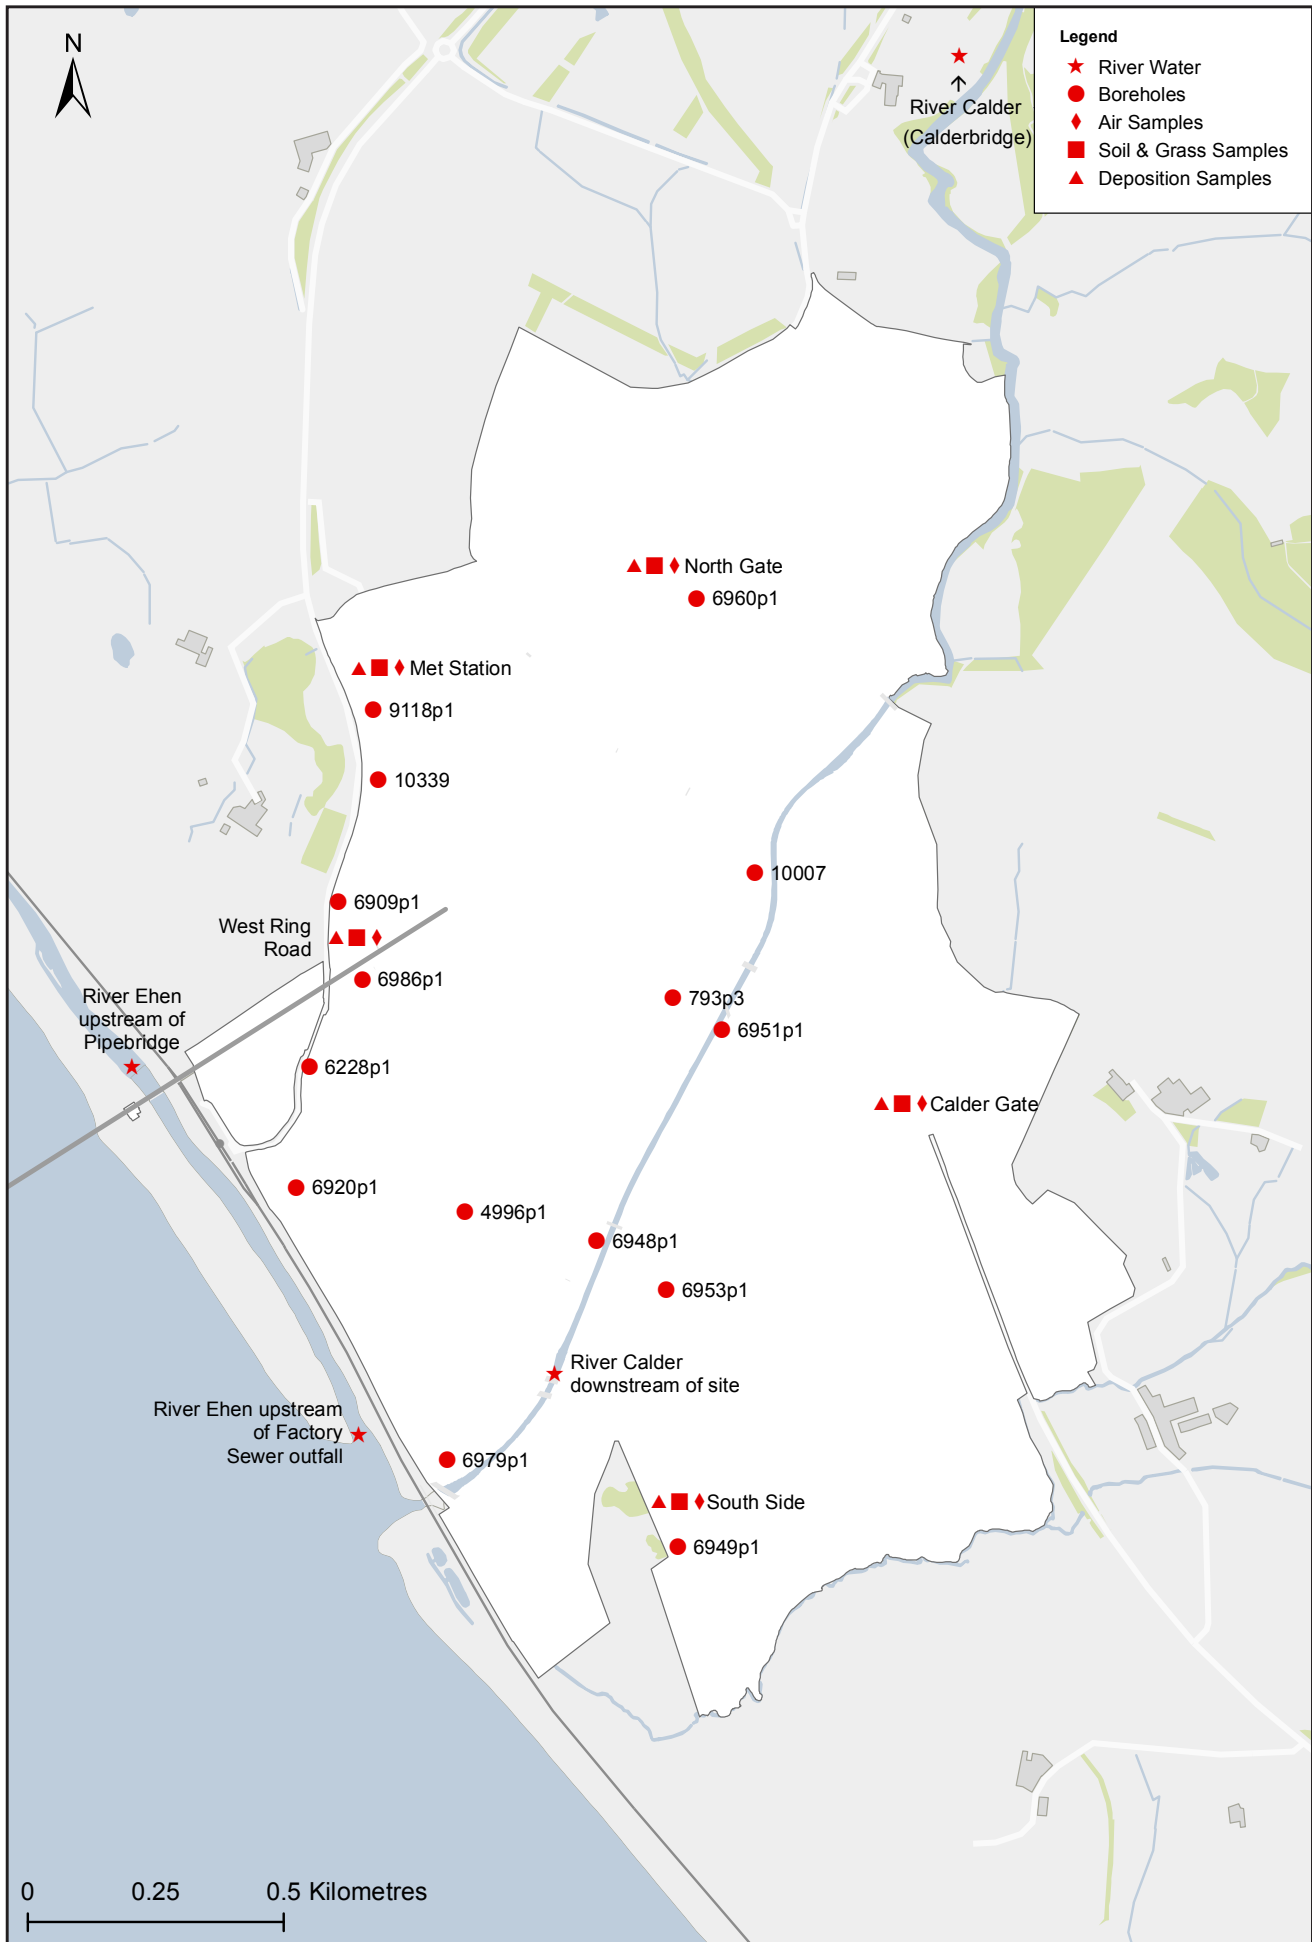 N
Legend
River Water
Boreholes
Air Samples
Soil & Grass Samples
Deposition Samples
River Calder
(Calderbridge)
North Gate
6960p1
Met Station
9118p1
10339
10007
6909p1
West Ring
Road
6986p1
793p3
6951p1
River Ehen
upstream of
Pipebridge
6228p1
Calder Gate
6920p1
4996p1
6948p1
6953p1
River Calder
downstream of site
River Ehen upstream
of Factory
Sewer outfall
6979p1
South Side
6949p1
0 0.25 0.5 Kilometres